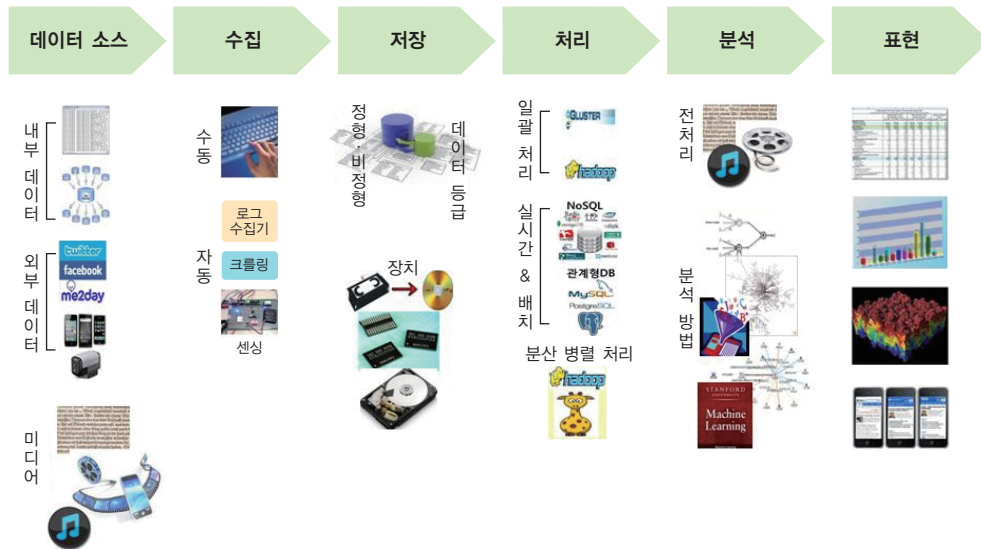 데이터 소스
수집
저장
처리
분석
표현
내부 데이터
외부 데이터
twitter
facebook
me2day
미디어
수동
자동
로그
수집기
크롤링
센싱
정형·비정형
데이터 등급
장치
일괄 처리
GLUSTER
hadoop
실시간 & 배치
NoSQL
관계형DB
MySQL
PostgreSQL
분산 병렬 처리
hadoop
전처리
분석 방법
STANFORD
UNIVERSITY
Machine
Learning